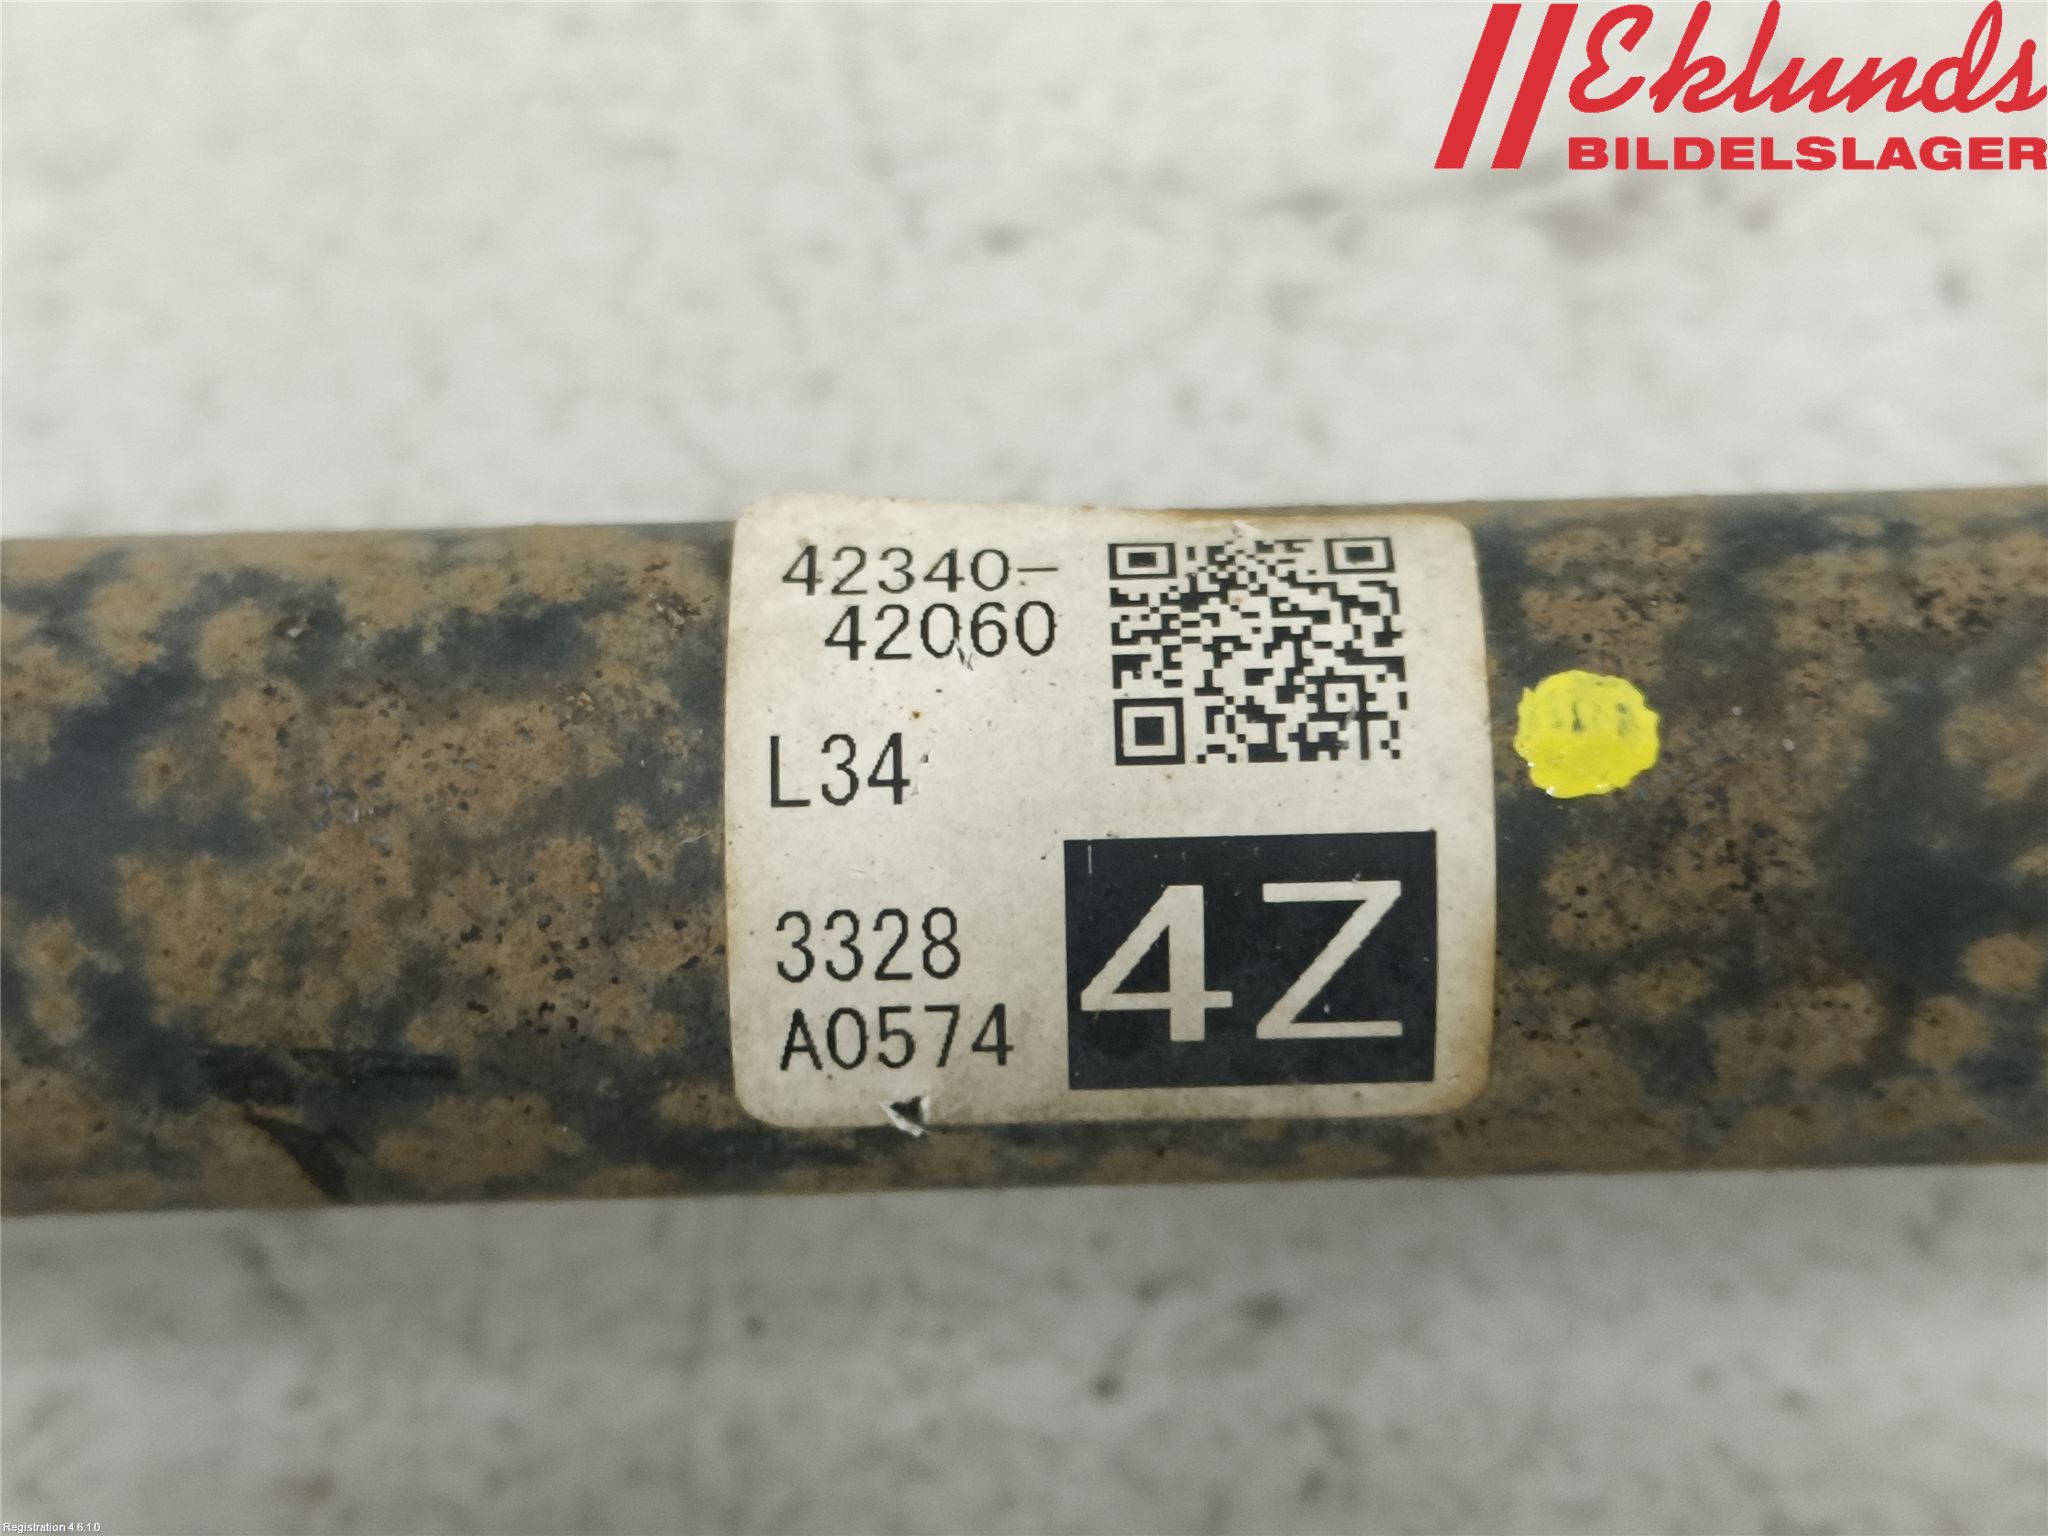 Eklunds
BILDELSLAGER
42340-
42060
L34
3328
A0574
4Z
Registration 4.6.1.0